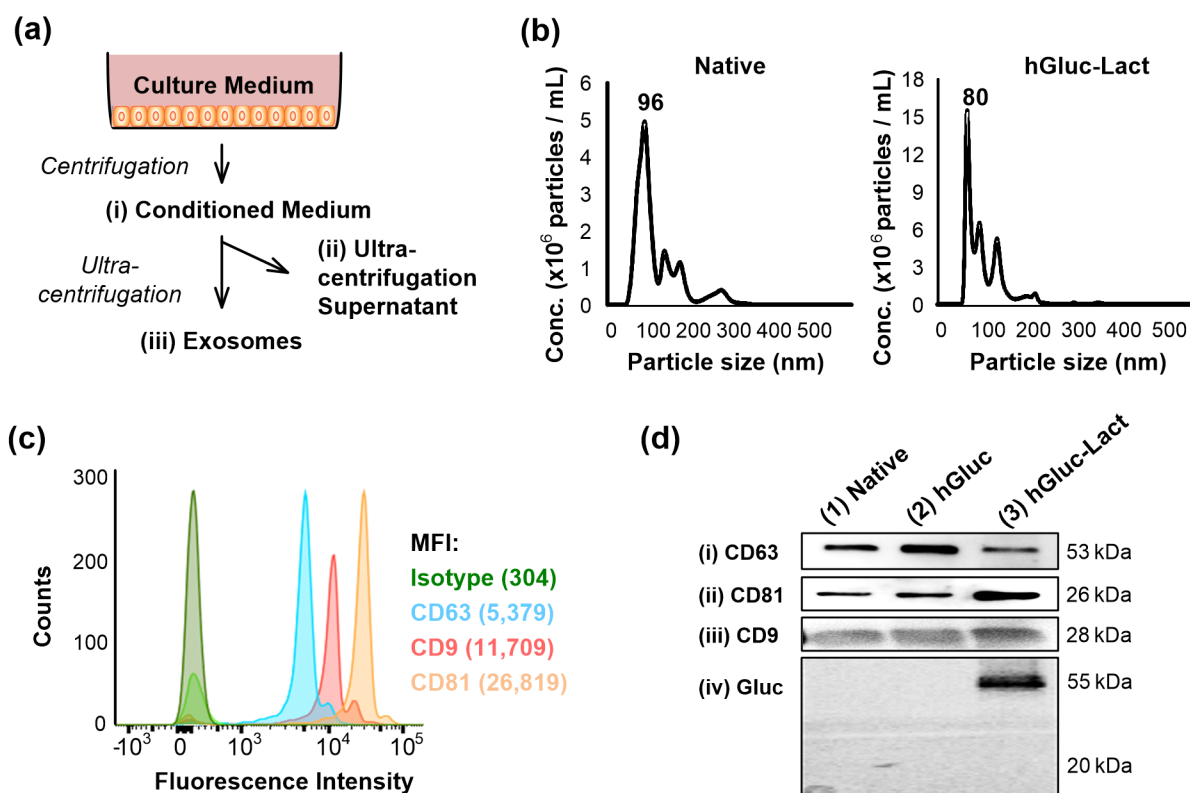 (a)
Culture Medium
Centrifugation
(i) Conditioned Medium
Ultra-
centrifugation
(ii) Ultra-
centrifugation
Supernatant
(iii) Exosomes
(b)
Native
Conc. (x10⁶ particles / mL)
6
5
4
3
2
1
0
96
0 100 200 300 400 500
Particle size (nm)
hGluc-Lact
Conc. (x10⁶ particles / mL)
18
15
12
9
6
3
0
80
0 100 200 300 400 500
Particle size (nm)
(c)
Counts
300
200
100
0
-10³ 0 10³ 10⁴ 10⁵
Fluorescence Intensity
MFI:
Isotype (304)
CD63 (5,379)
CD9 (11,709)
CD81 (26,819)
(d)
(1) Native
(2) hGluc
(3) hGluc-Lact
(i) CD63 53 kDa
(ii) CD81 26 kDa
(iii) CD9 28 kDa
(iv) Gluc 55 kDa
20 kDa